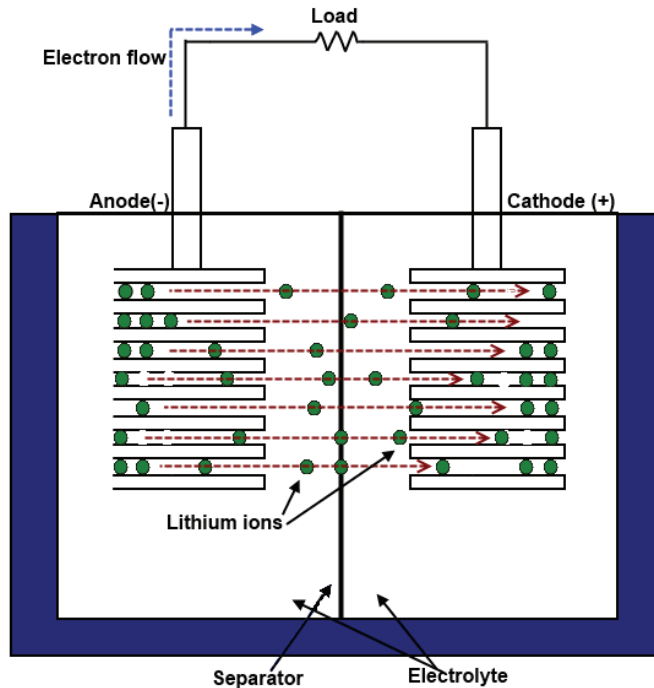 Load
Electron flow
Anode(-)
Cathode (+)
Lithium ions
Separator
Electrolyte